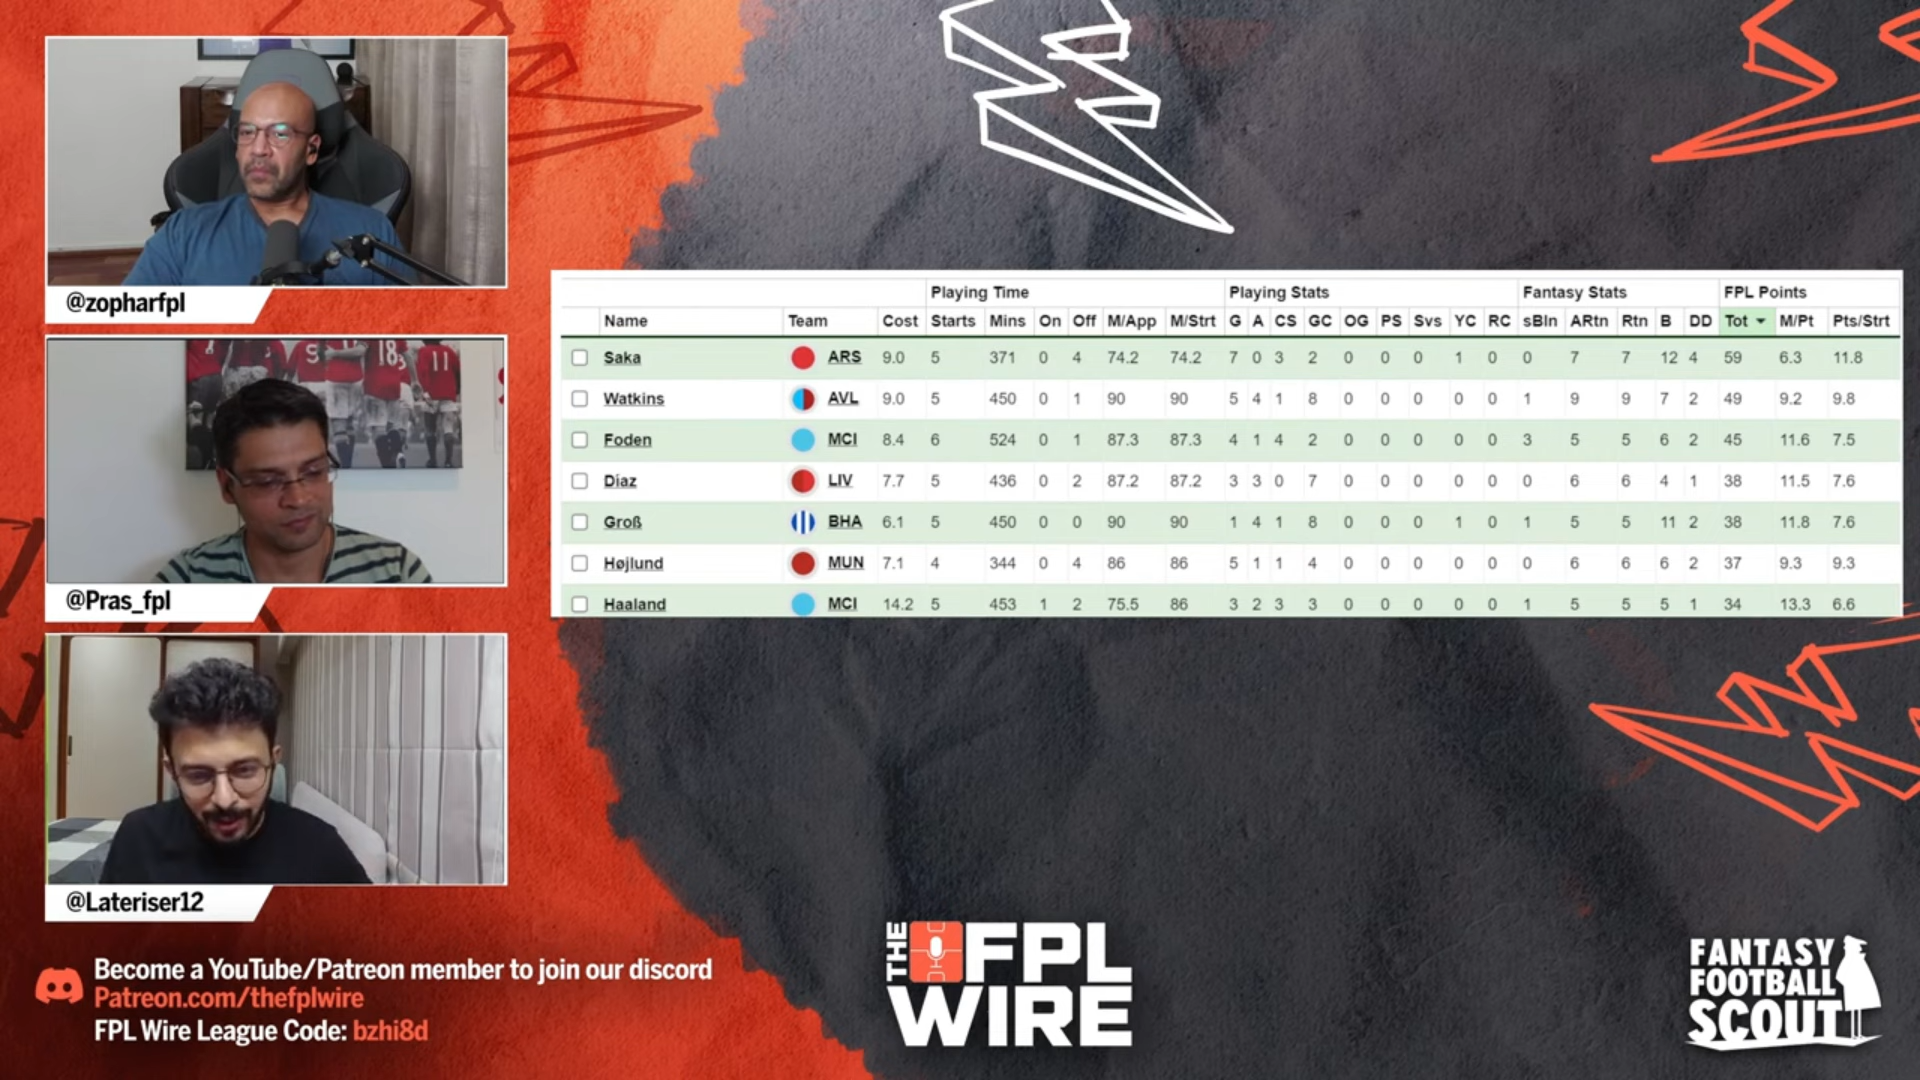 @zopharfpl
@Pras_fpl
@Lateriser12
Playing Time Playing Stats Fantasy Stats FPL Points
Name Team Cost Starts Mins On Off M/App M/Strt G A CS GC OG PS Svs YC RC sBln ARtn Rtn B DD Tot M/Pt Pts/Strt
Saka ARS 9.0 5 371 0 4 74.2 74.2 7 0 3 2 0 0 0 1 0 0 7 7 12 4 59 6.3 11.8
Watkins AVL 9.0 5 450 0 1 90 90 5 4 1 8 0 0 0 0 0 1 9 9 7 2 49 9.2 9.8
Foden MCI 8.4 6 524 0 1 87.3 87.3 4 1 4 2 0 0 0 0 0 3 5 5 6 2 45 11.6 7.5
Díaz LIV 7.7 5 436 0 2 87.2 87.2 3 3 0 7 0 0 0 0 0 0 6 6 4 1 38 11.5 7.6
Groß BHA 6.1 5 450 0 0 90 90 1 4 1 8 0 0 0 1 0 1 5 5 11 2 38 11.8 7.6
Højlund MUN 7.1 4 344 0 4 86 86 5 1 1 4 0 0 0 0 0 0 6 6 6 2 37 9.3 9.3
Haaland MCI 14.2 5 453 1 2 75.5 86 3 2 3 3 0 0 0 0 0 1 5 5 5 1 34 13.3 6.6
Become a YouTube/Patreon member to join our discord
Patreon.com/thefplwire
FPL Wire League Code: bzhi8d
THE FPL
WIRE
FANTASY
FOOTBALL
SCOUT